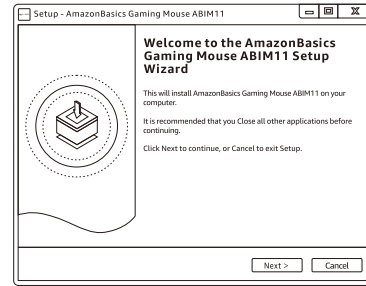 Setup - AmazonBasics Gaming Mouse ABIM11
Welcome to the AmazonBasics
Gaming Mouse ABIM11 Setup
Wizard
This will install AmazonBasics Gaming Mouse ABIM11 on your
computer.
It is recommended that you Close all other applications before
continuing.
Click Next to continue, or Cancel to exit Setup.
Next >
Cancel